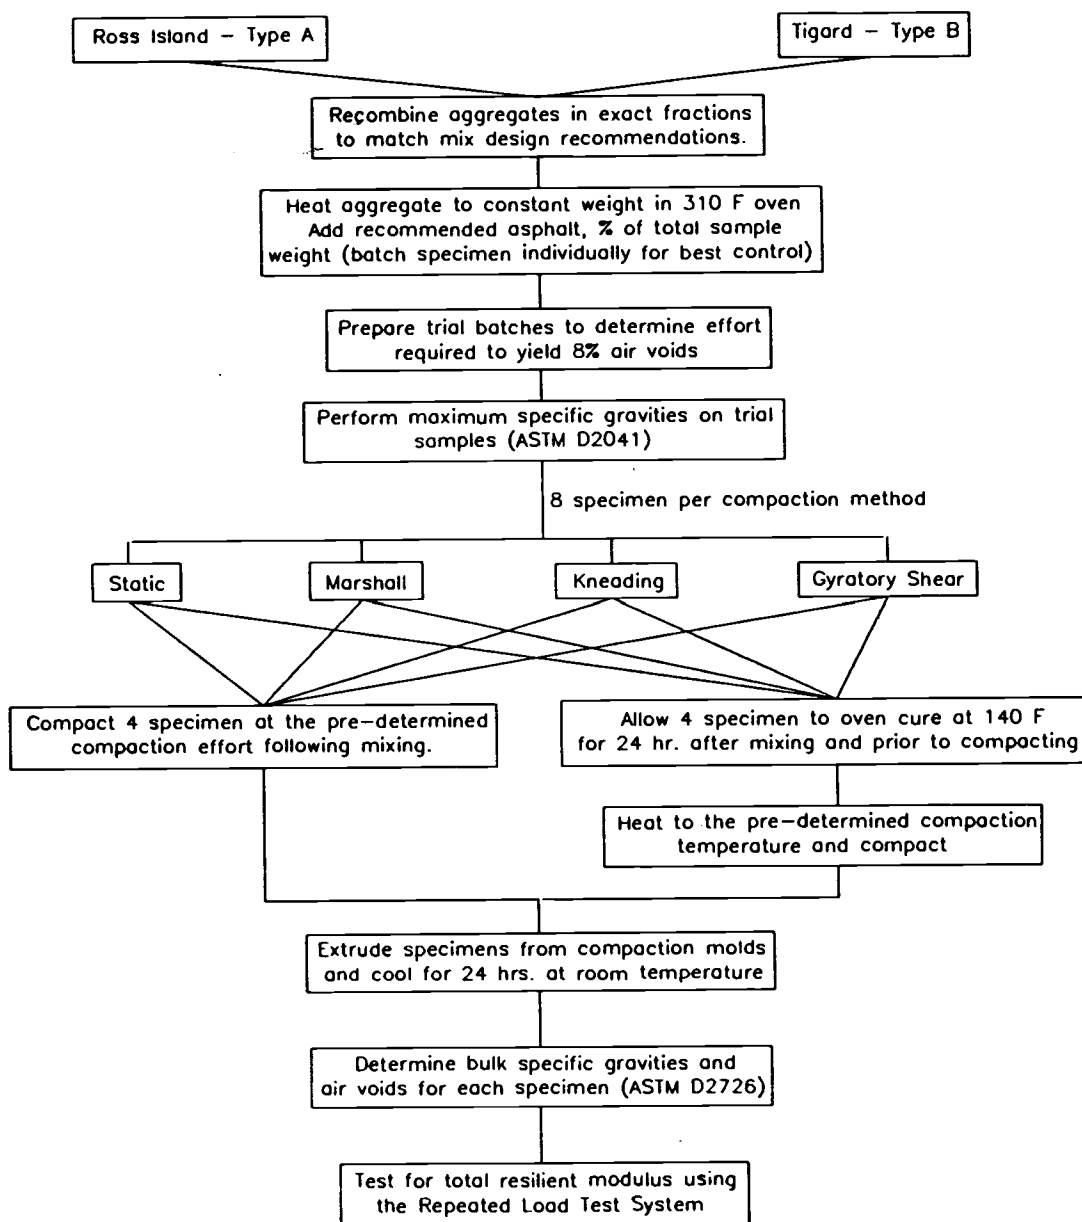 Ross Island – Type A
Tigard – Type B
Recombine aggregates in exact fractions
to match mix design recommendations.
Heat aggregate to constant weight in 310 F oven
Add recommended asphalt, % of total sample
weight (batch specimen individually for best control)
Prepare trial batches to determine effort
required to yield 8% air voids
Perform maximum specific gravities on trial
samples (ASTM D2041)
8 specimen per compaction method
Static
Marshall
Kneading
Gyratory Shear
Compact 4 specimen at the pre–determined
compaction effort following mixing.
Allow 4 specimen to oven cure at 140 F
for 24 hr. after mixing and prior to compacting
Heat to the pre–determined compaction
temperature and compact
Extrude specimens from compaction molds
and cool for 24 hrs. at room temperature
Determine bulk specific gravities and
air voids for each specimen (ASTM D2726)
Test for total resilient modulus using
the Repeated Load Test System